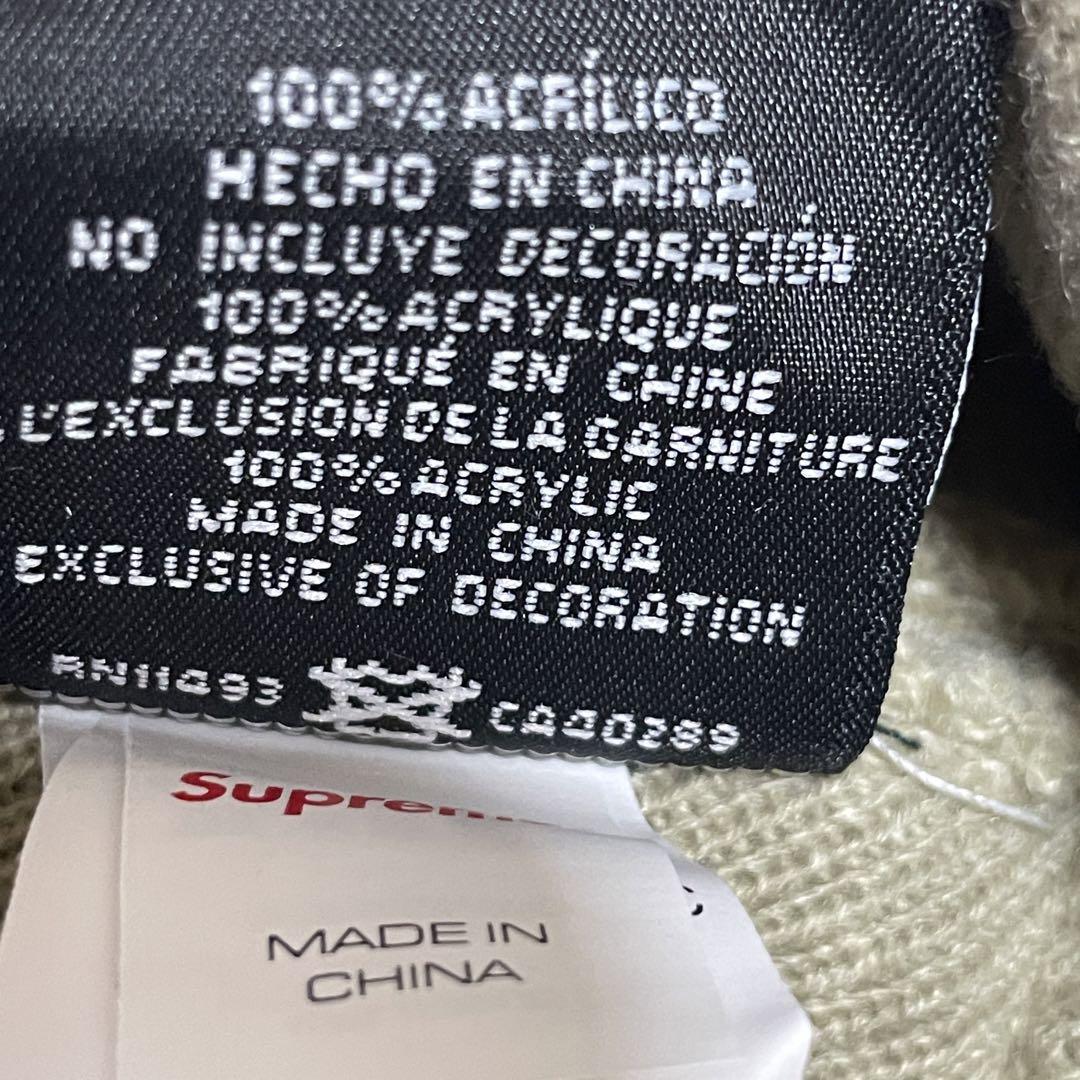 100% ACRÍLICO
HECHO EN CHINA
NO INCLUYE DECORACIÓN
100% ACRYLIQUE
FABRIQUÉ EN CHINE
L'EXCLUSION DE LA GARNITURE
100% ACRYLIC
MADE IN CHINA
EXCLUSIVE OF DECORATION
RN11493 CA40289
Suprem
MADE IN
CHINA